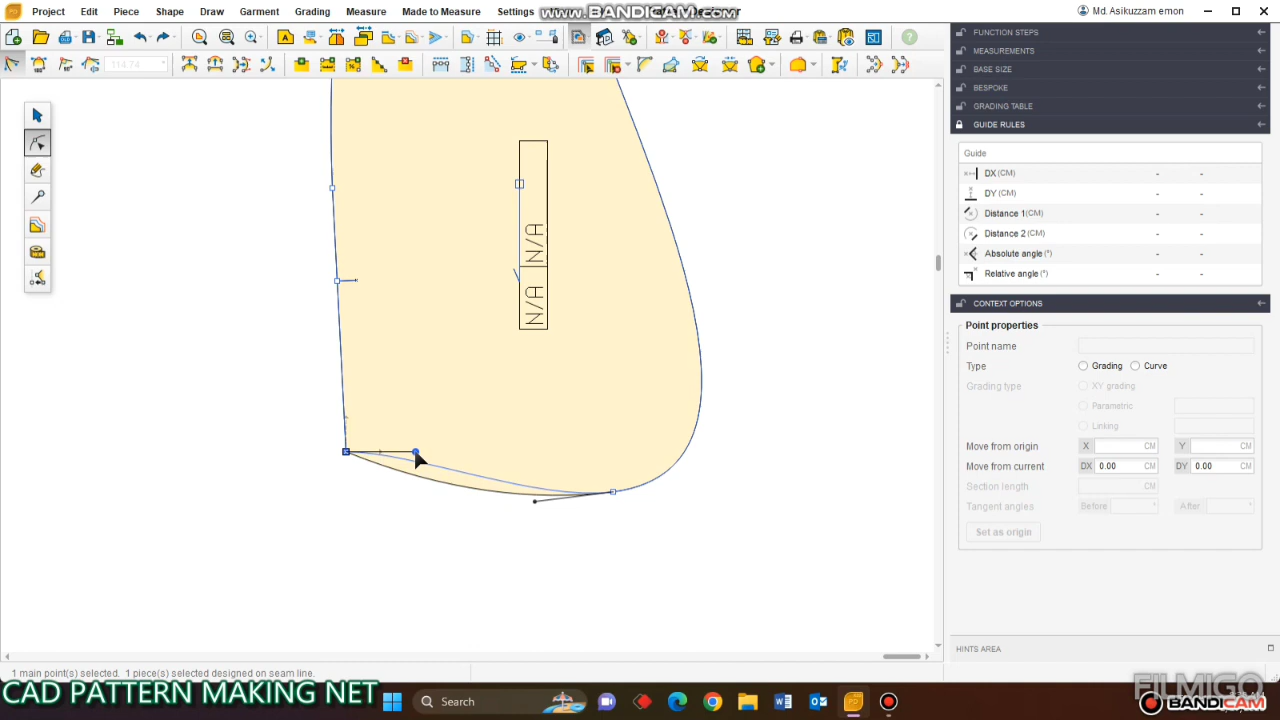 Project Edit Piece Shape Draw Garment Grading Measure Made to Measure Settings www.BANDICAM.com Md. Asikuzzam emon
114.74
FUNCTION STEPS
MEASUREMENTS
BASE SIZE
BESPOKE
GRADING TABLE
GUIDE RULES
Guide
DX (CM) - -
DY (CM) - -
Distance 1(CM) - -
Distance 2 (CM) - -
Absolute angle (°) - -
Relative angle (°) - -
CONTEXT OPTIONS
Point properties
Point name
Type Grading Curve
Grading type XY grading
Parametric
Linking
Move from origin X CM Y CM
Move from current DX 0.00 CM DY 0.00 CM
Section length CM
Tangent angles Before ° After °
Set as origin
N/A N/A
HINTS AREA
1 main point(s) selected. 1 piece(s) designed on seam line.
CAD PATTERN MAKING NET
Search
FILMIGO
BANDICAM